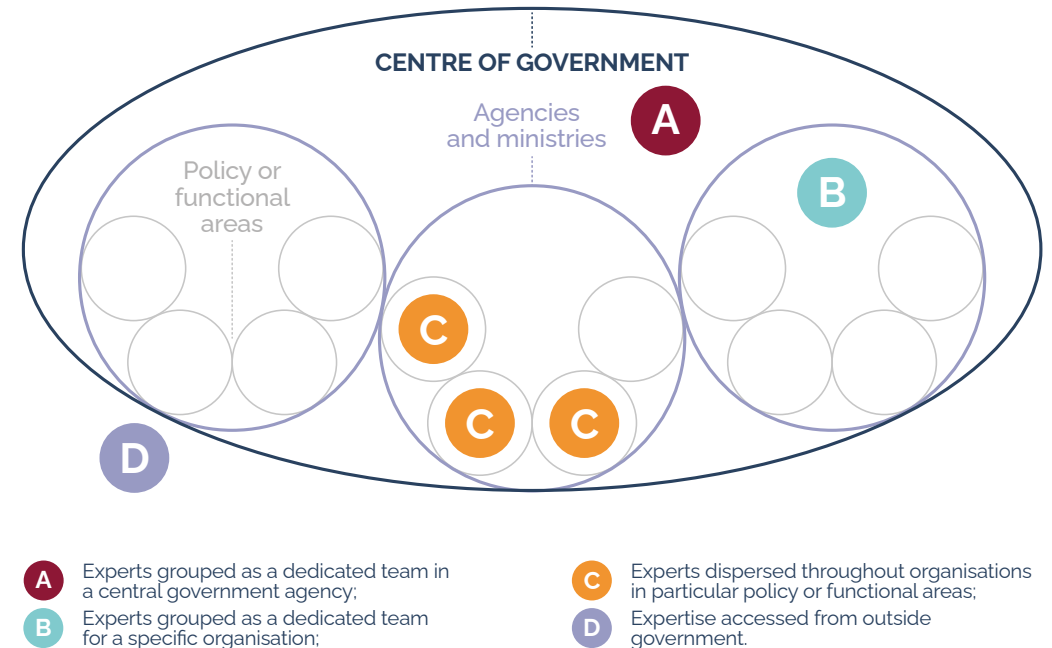 CENTRE OF GOVERNMENT
Agencies
and ministries
A
Policy or
functional
areas
B
C
C
C
D
A
Experts grouped as a dedicated team in
a central government agency;
B
Experts grouped as a dedicated team
for a specific organisation;
C
Experts dispersed throughout organisations
in particular policy or functional areas;
D
Expertise accessed from outside
government.